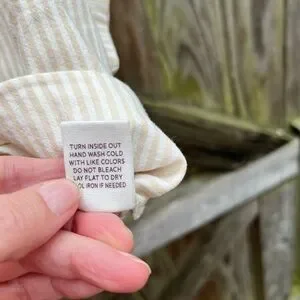 TURN INSIDE OUT
HAND WASH COLD
WITH LIKE COLORS
DO NOT BLEACH
LAY FLAT TO DRY
OL IRON IF NEEDED